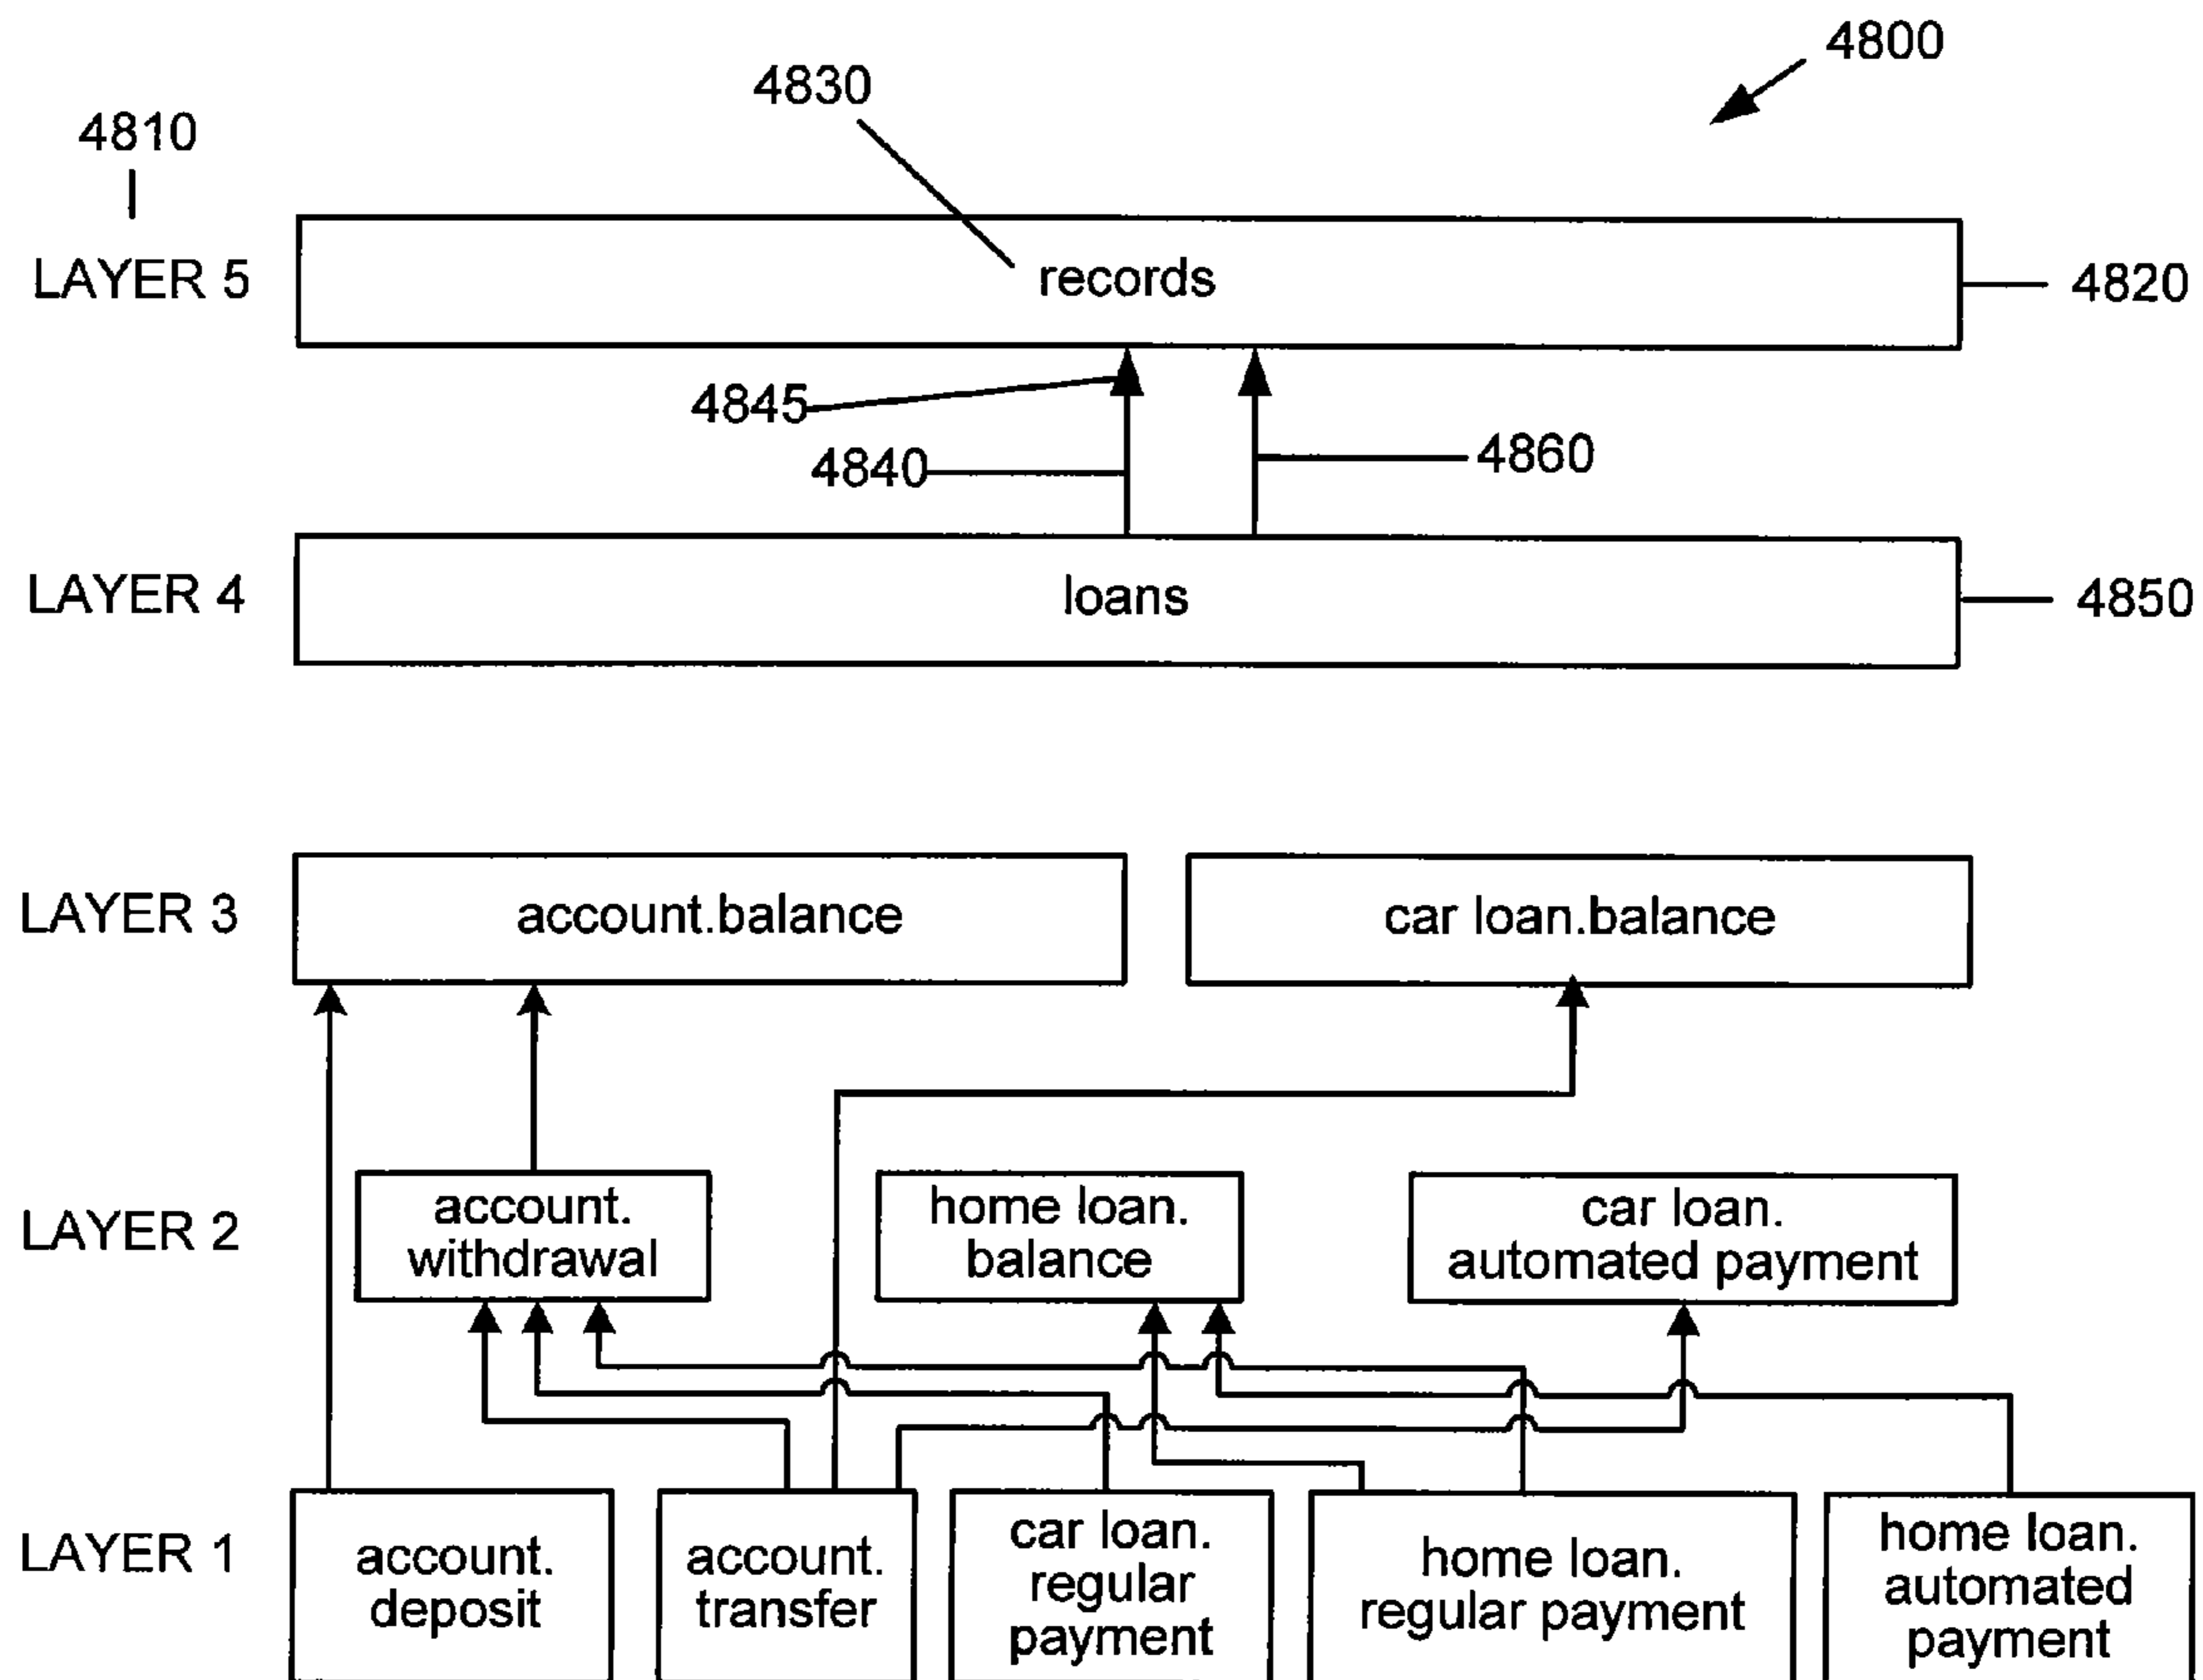 4800
4830
4810
LAYER 5
records
4820
4845
4840
4860
LAYER 4
loans
4850
LAYER 3
account.balance
car loan.balance
LAYER 2
account.
withdrawal
home loan.
balance
car loan.
automated payment
LAYER 1
account.
deposit
account.
transfer
car loan.
regular
payment
home loan.
regular payment
home loan.
automated
payment